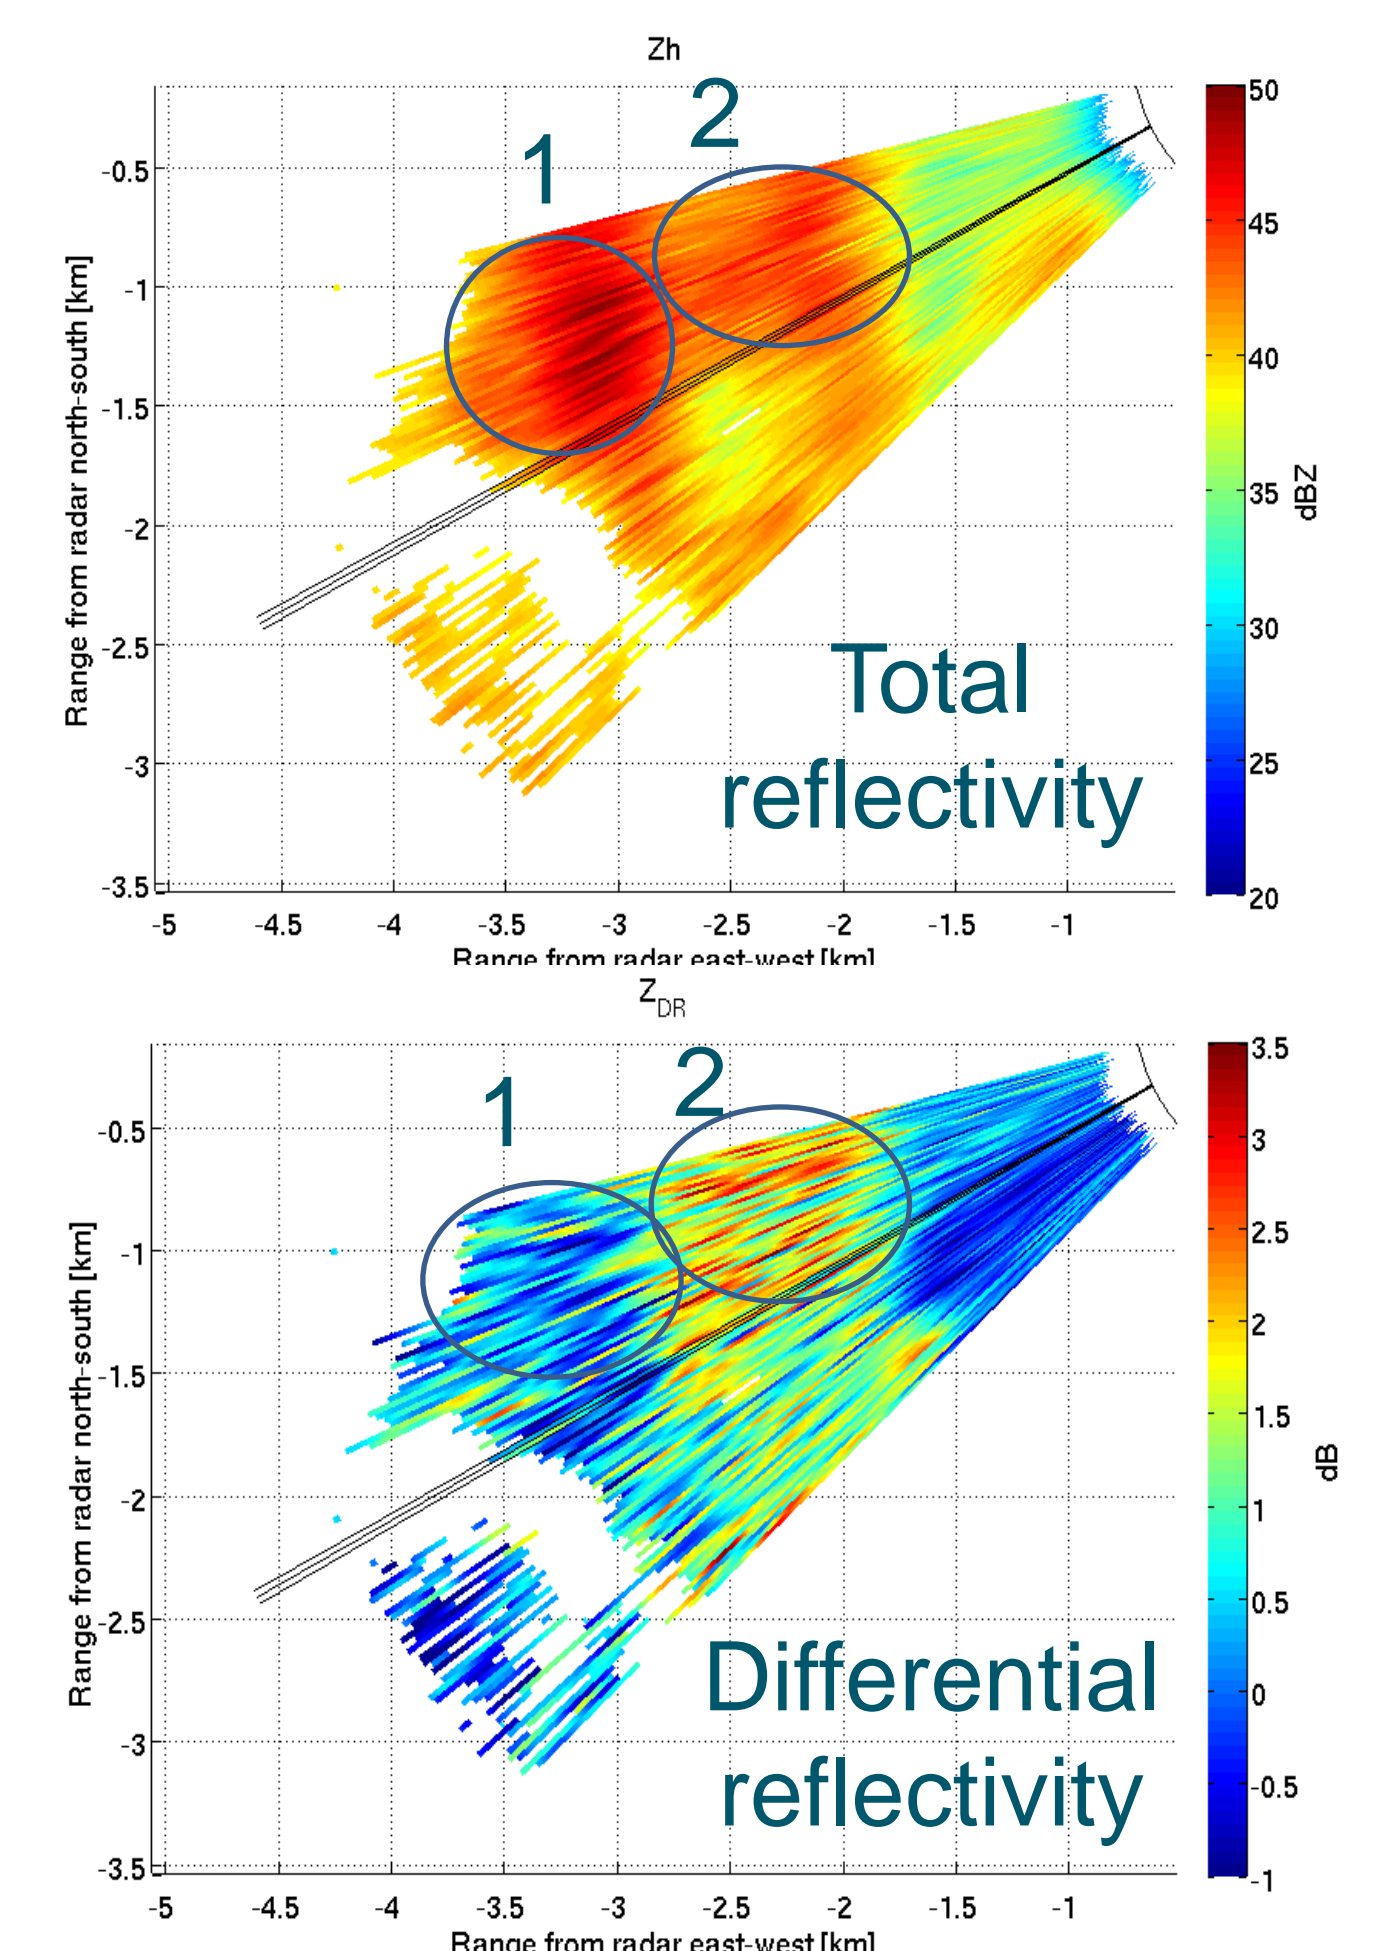 Zh
2
1
50
45
40
35
30
25
20
dBZ
-0.5
-1
-1.5
-2
-2.5
-3
-3.5
Range from radar north-south [km]
Total
reflectivity
-5 -4.5 -4 -3.5 -3 -2.5 -2 -1.5 -1
Range from radar east-west [km]
ZDR
2
1
3.5
3
2.5
2
1.5
1
0.5
0
-0.5
-1
dB
-0.5
-1
-1.5
-2
-2.5
-3
-3.5
Range from radar north-south [km]
Differential
reflectivity
-5 -4.5 -4 -3.5 -3 -2.5 -2 -1.5 -1
Range from radar east-west [km]